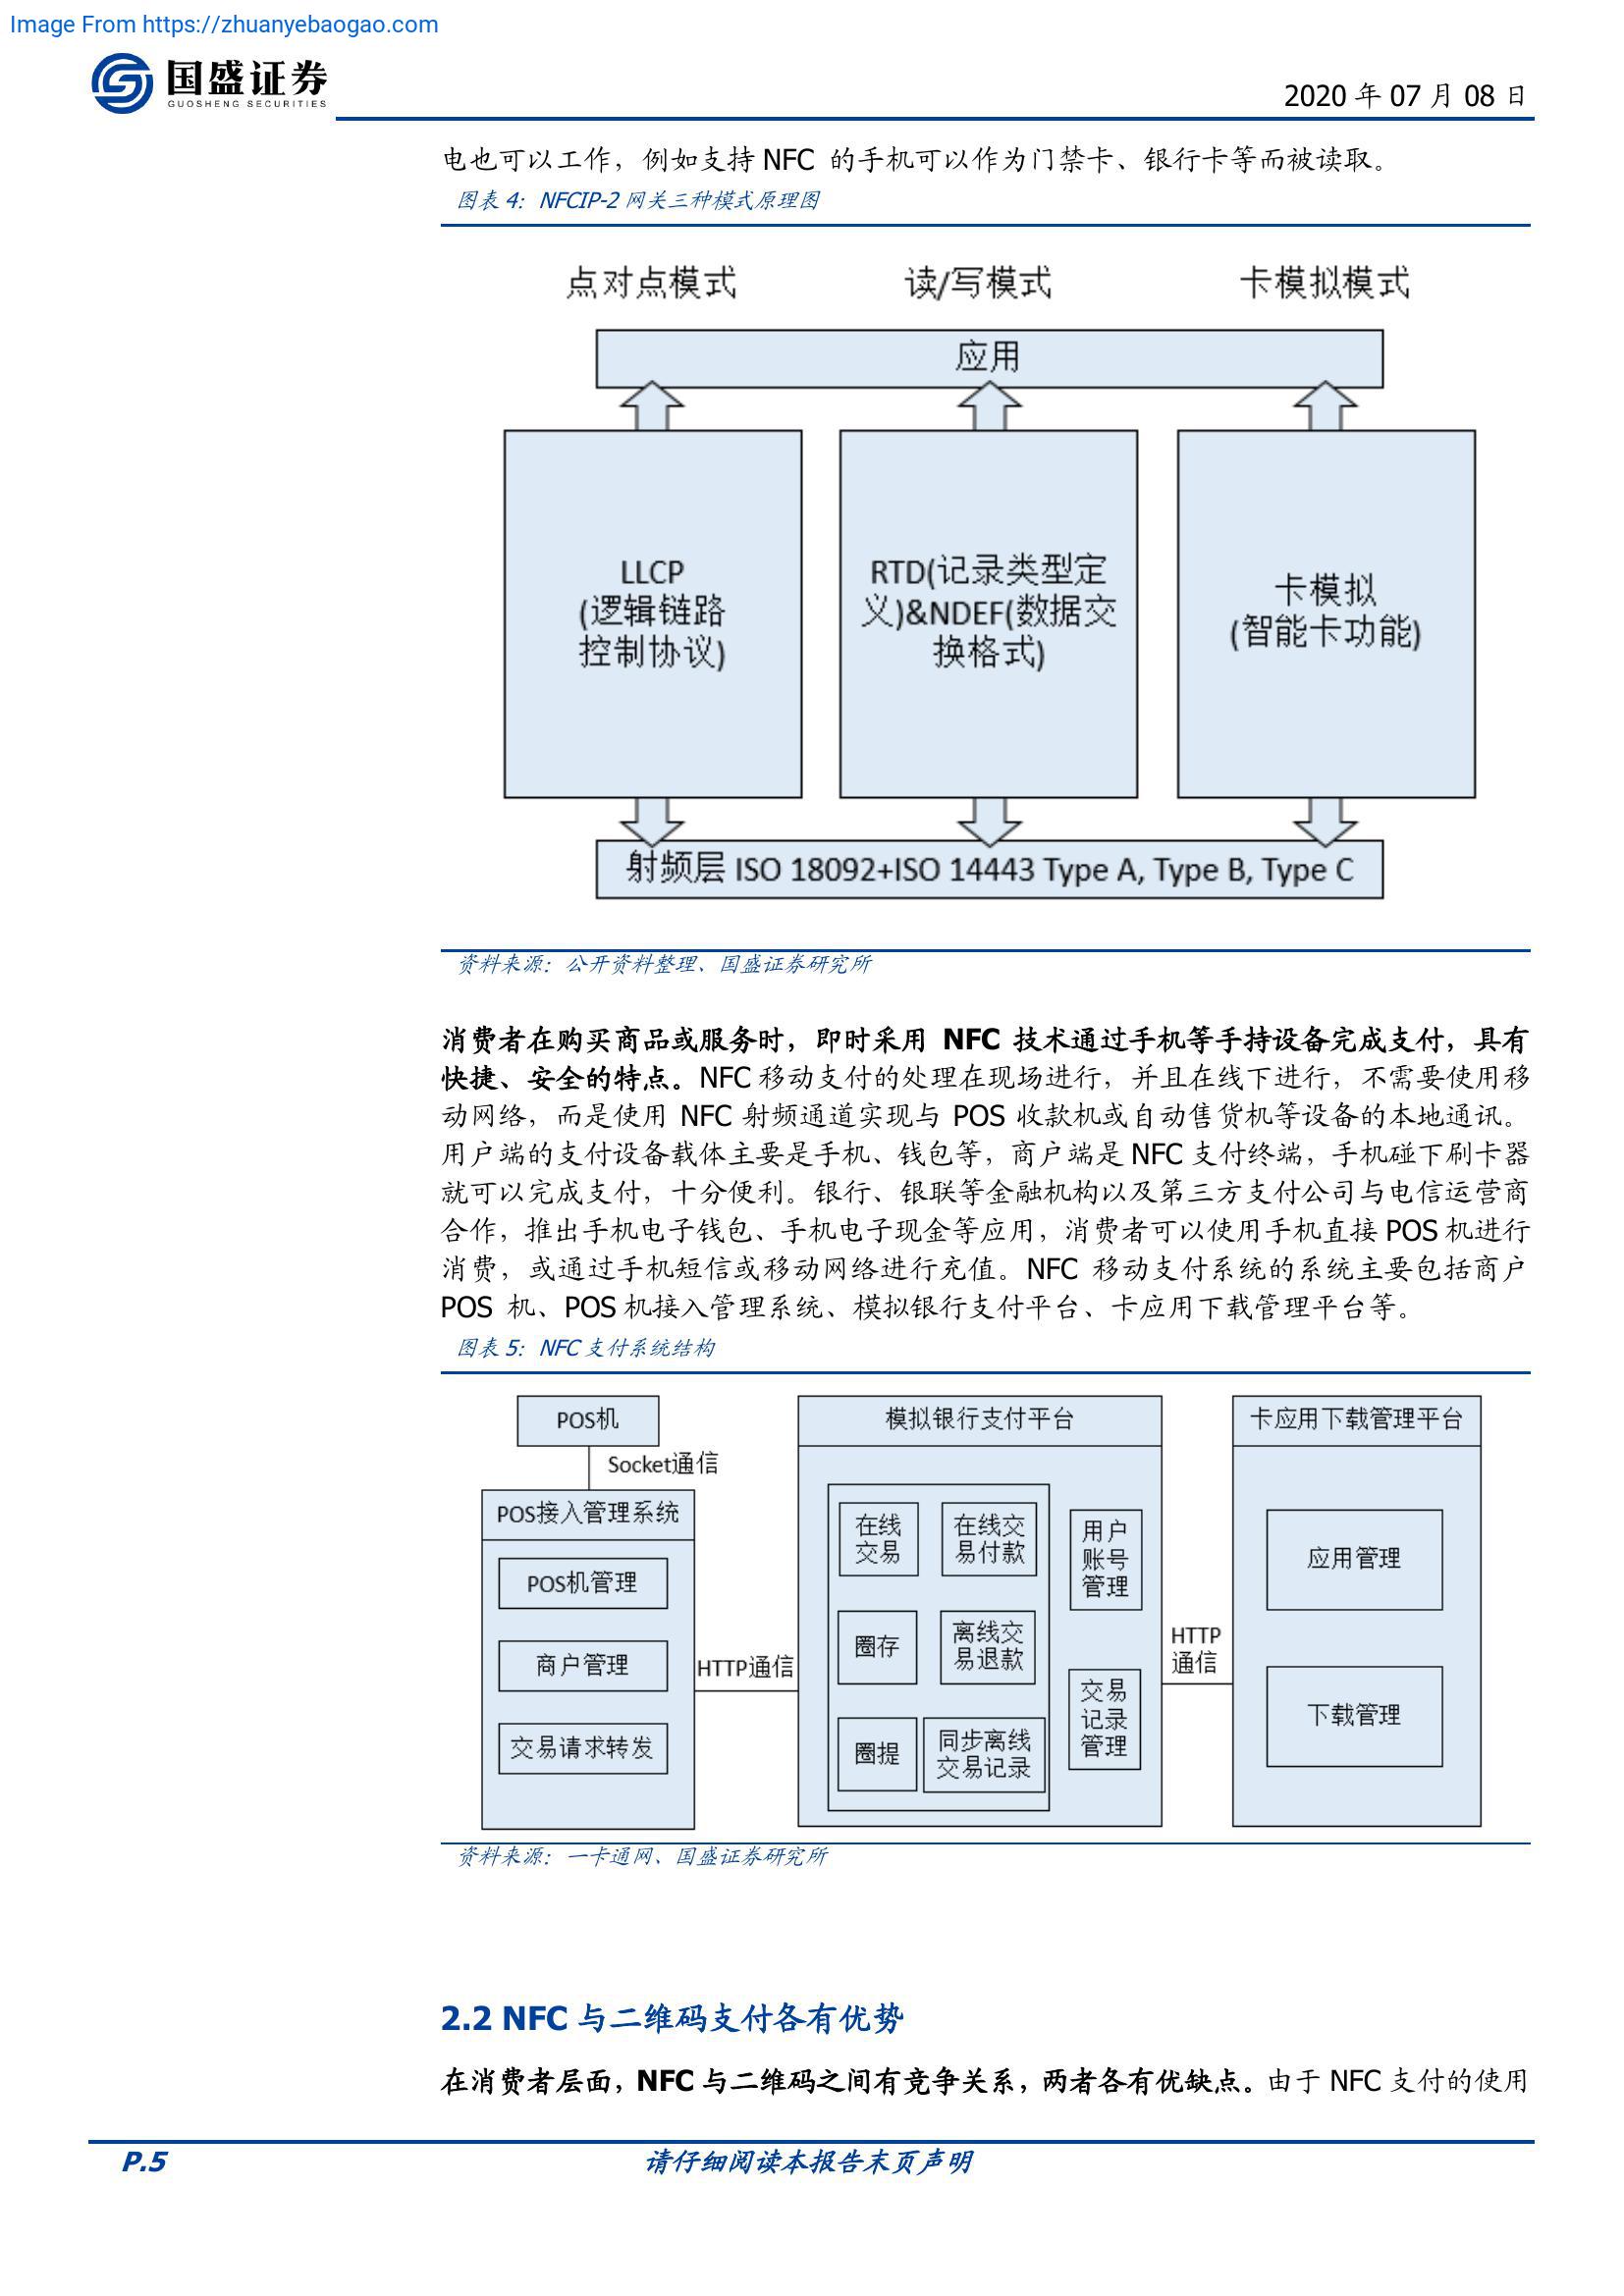 Image From https://zhuanyebaogao.com
国盛证券
GUOSHENG SECURITIES
2020 年 07 月 08 日
电也可以工作，例如支持 NFC 的手机可以作为门禁卡、银行卡等而被读取。
图表 4：NFCIP-2 网关三种模式原理图
点对点模式
读/写模式
卡模拟模式
应用
LLCP
(逻辑链路
控制协议)
RTD(记录类型定
义)&NDEF(数据交
换格式)
卡模拟
(智能卡功能)
射频层 ISO 18092+ISO 14443 Type A, Type B, Type C
资料来源：公开资料整理、国盛证券研究所
消费者在购买商品或服务时，即时采用 NFC 技术通过手机等手持设备完成支付，具有
快捷、安全的特点。NFC 移动支付的处理在现场进行，并且在线下进行，不需要使用移
动网络，而是使用 NFC 射频通道实现与 POS 收款机或自动售货机等设备的本地通讯。
用户端的支付设备载体主要是手机、钱包等，商户端是 NFC 支付终端，手机碰下刷卡器
就可以完成支付，十分便利。银行、银联等金融机构以及第三方支付公司与电信运营商
合作，推出手机电子钱包、手机电子现金等应用，消费者可以使用手机直接 POS 机进行
消费，或通过手机短信或移动网络进行充值。NFC 移动支付系统的系统主要包括商户
POS 机、POS 机接入管理系统、模拟银行支付平台、卡应用下载管理平台等。
图表 5：NFC 支付系统结构
POS机
Socket通信
POS接入管理系统
POS机管理
商户管理
交易请求转发
HTTP通信
模拟银行支付平台
在线
交易
在线交
易付款
圈存
离线交
易退款
圈提
同步离线
交易记录
用户
账号
管理
交易
记录
管理
HTTP
通信
卡应用下载管理平台
应用管理
下载管理
资料来源：一卡通网、国盛证券研究所
2.2 NFC 与二维码支付各有优势
在消费者层面，NFC 与二维码之间有竞争关系，两者各有优缺点。由于 NFC 支付的使用
P.5
请仔细阅读本报告末页声明